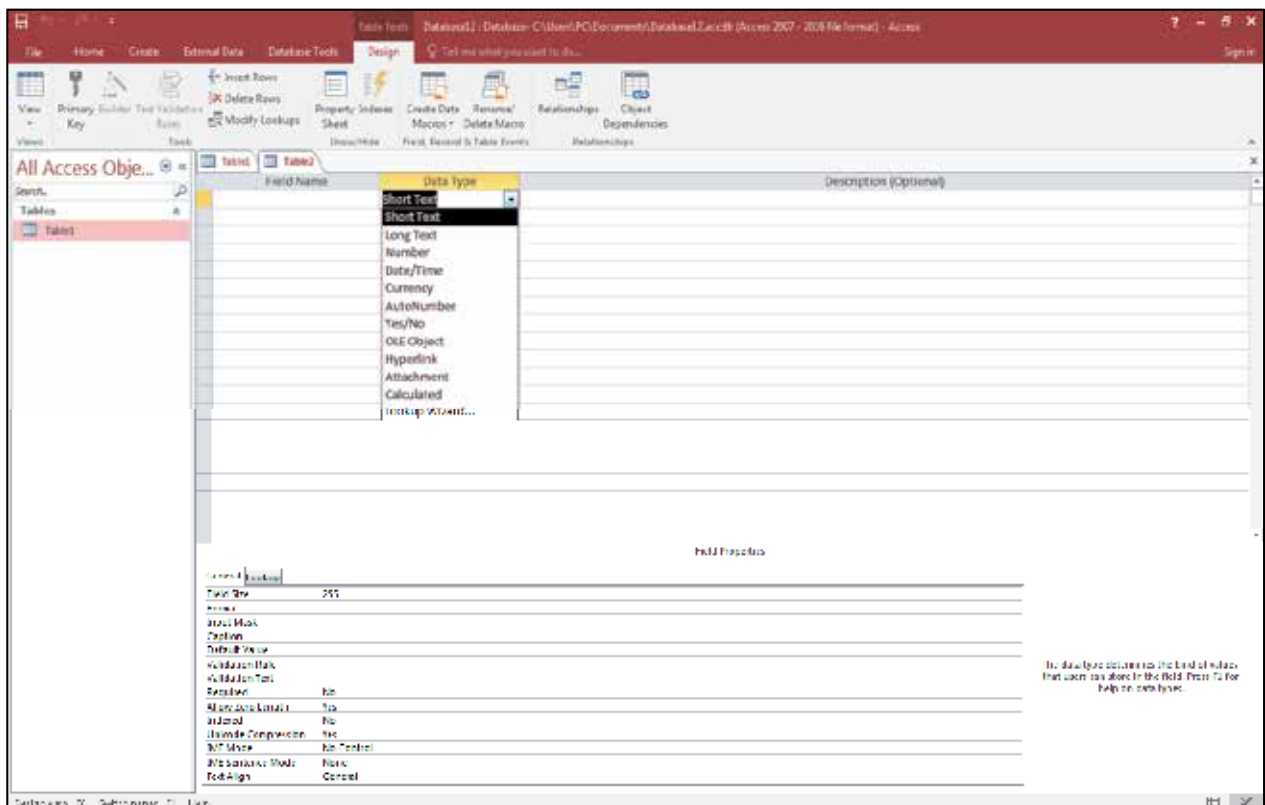 Table Tools Database12 : Database- C:\Users\PC\Documents\Database12.accdb (Access 2007 - 2016 file format) - Access
File Home Create External Data Database Tools Design Tell me what you want to do... Sign in
View Primary Key Builder Test Validation Rules Insert Rows Delete Rows Modify Lookups Property Sheet Indexes Create Data Macros Rename/ Delete Macro Relationships Object Dependencies
Views Tools Show/Hide Field, Record & Table Events Relationships
All Access Obje...
Search..
Tables
Table1
Table1 Table2
Field Name Data Type Description (Optional)
Short Text
Short Text
Long Text
Number
Date/Time
Currency
AutoNumber
Yes/No
OLE Object
Hyperlink
Attachment
Calculated
Lookup Wizard...
Field Properties
General Lookup
Field Size 255
Format
Input Mask
Caption
Default Value
Validation Rule
Validation Text
Required No
Allow Zero Length Yes
Indexed No
Unicode Compression Yes
IME Mode No Control
IME Sentence Mode None
Text Align General
The data type determines the kind of values
that users can store in the field. Press F1 for
help on data types.